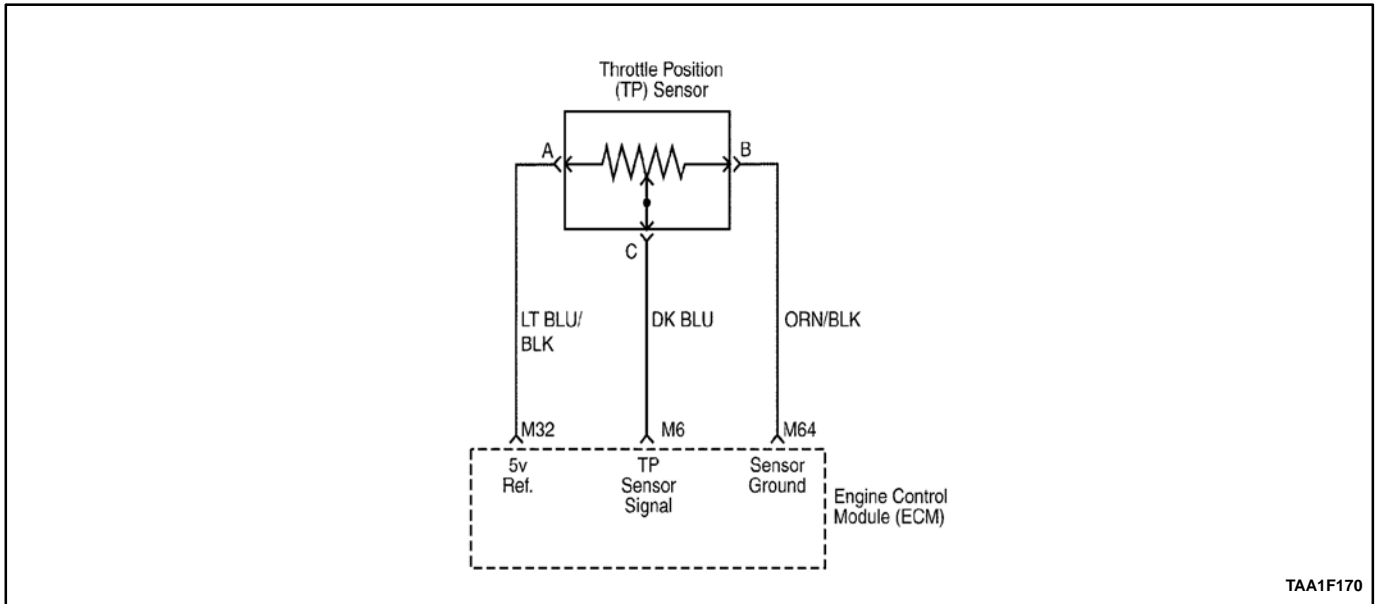 Throttle Position
(TP) Sensor
A
B
C
LT BLU/
BLK
DK BLU
ORN/BLK
M32
M6
M64
5v
Ref.
TP
Sensor
Signal
Sensor
Ground
Engine Control
Module (ECM)
TAA1F170